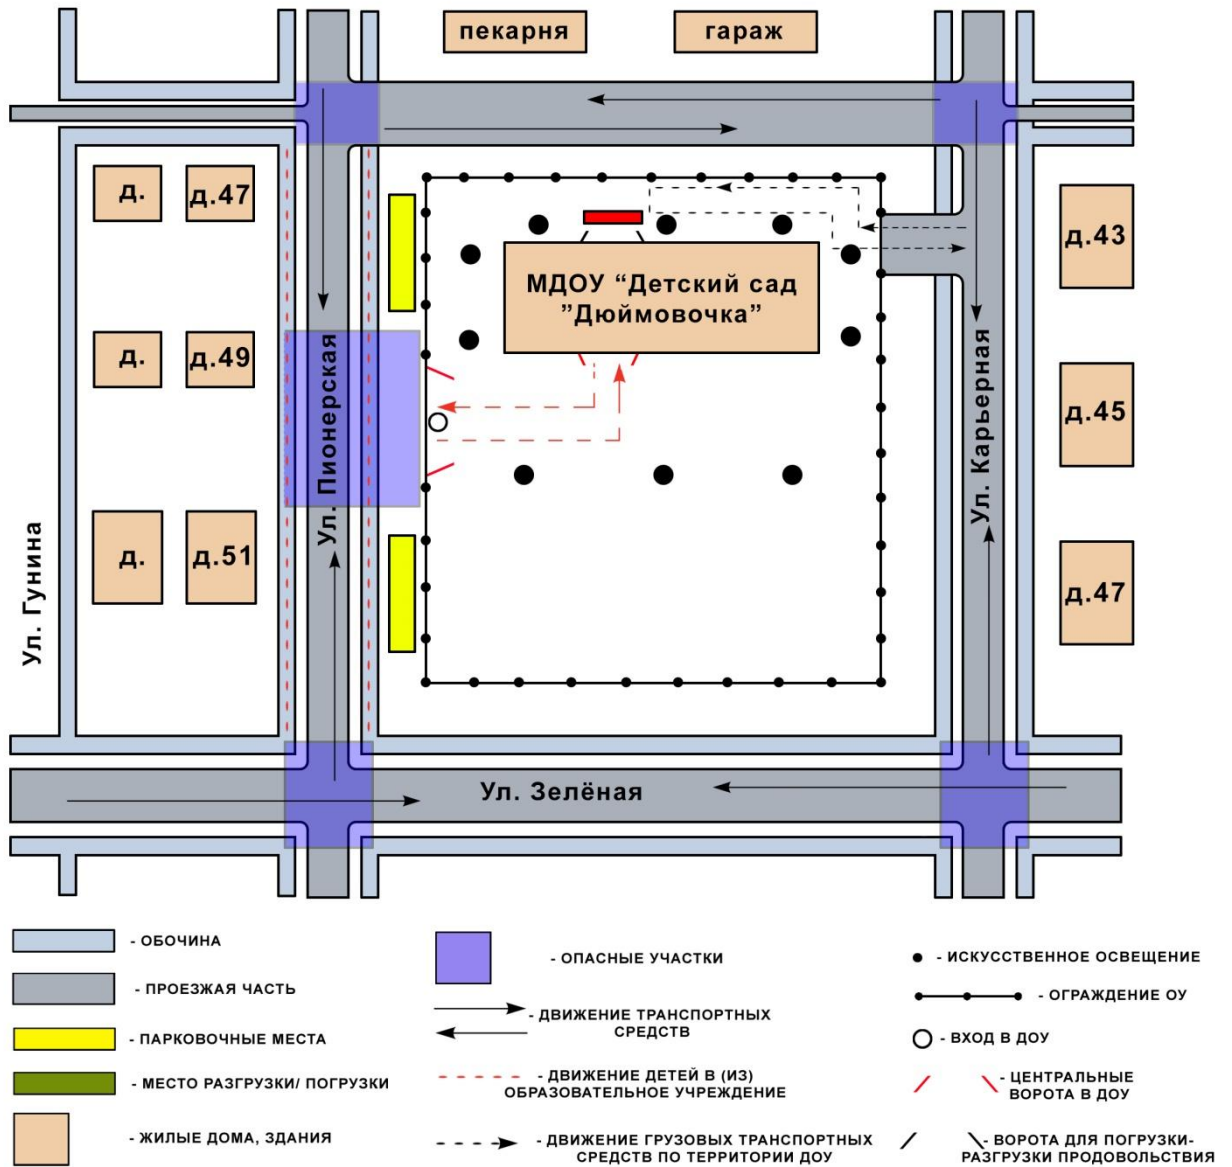 пекарня
гараж
д.
д.47
д.43
МДОУ “Детский сад
”Дюймовочка”
д.
д.49
Ул. Пионерская
Ул. Карьерная
д.45
Ул. Гунина
д.
д.51
д.47
Ул. Зелёная
- ОБОЧИНА
- ПРОЕЗЖАЯ ЧАСТЬ
- ПАРКОВОЧНЫЕ МЕСТА
- МЕСТО РАЗГРУЗКИ/ ПОГРУЗКИ
- ЖИЛЫЕ ДОМА, ЗДАНИЯ
- ОПАСНЫЕ УЧАСТКИ
- ДВИЖЕНИЕ ТРАНСПОРТНЫХ
СРЕДСТВ
- ДВИЖЕНИЕ ДЕТЕЙ В (ИЗ)
ОБРАЗОВАТЕЛЬНОЕ УЧРЕЖДЕНИЕ
- ДВИЖЕНИЕ ГРУЗОВЫХ ТРАНСПОРТНЫХ
СРЕДСТВ ПО ТЕРРИТОРИИ ДОУ
- ИСКУССТВЕННОЕ ОСВЕЩЕНИЕ
- ОГРАЖДЕНИЕ ОУ
- ВХОД В ДОУ
- ЦЕНТРАЛЬНЫЕ
ВОРОТА В ДОУ
- ВОРОТА ДЛЯ ПОГРУЗКИ-
РАЗГРУЗКИ ПРОДОВОЛЬСТВИЯ